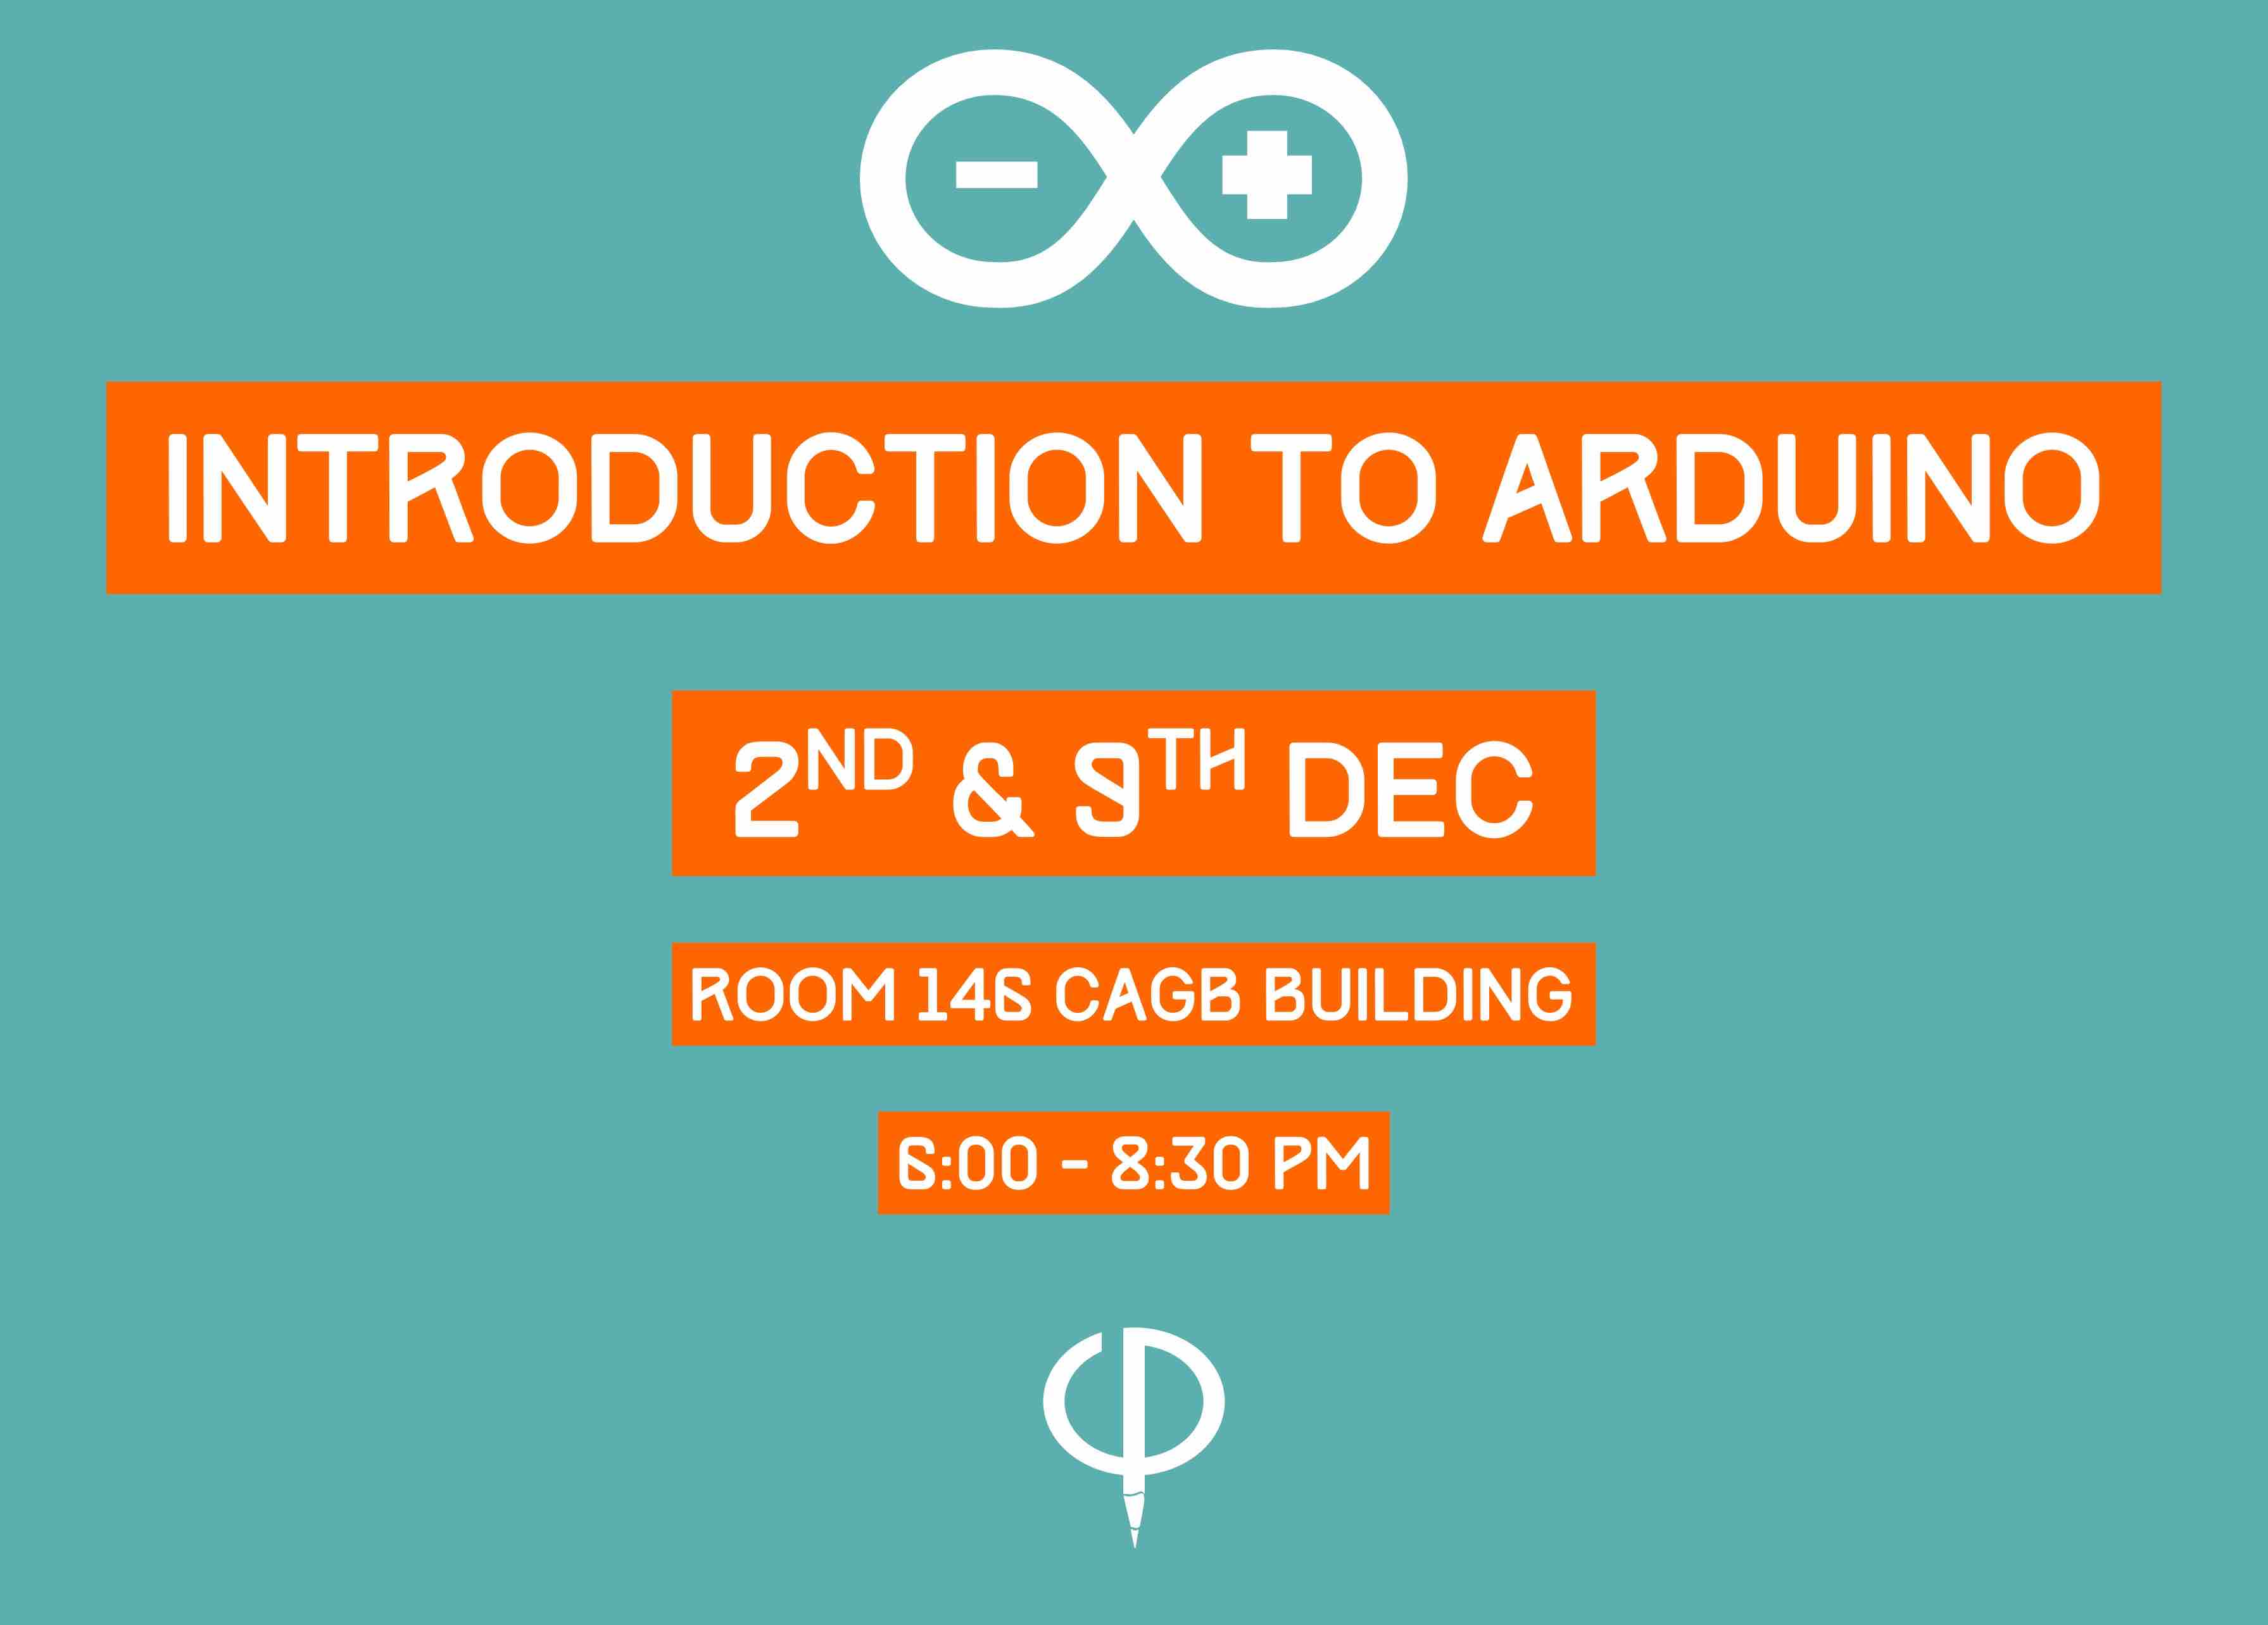 INTRODUCTION TO ARDUINO
2ND & 9TH DEC
ROOM 146 CAGB BUILDING
6:00 - 8:30 PM